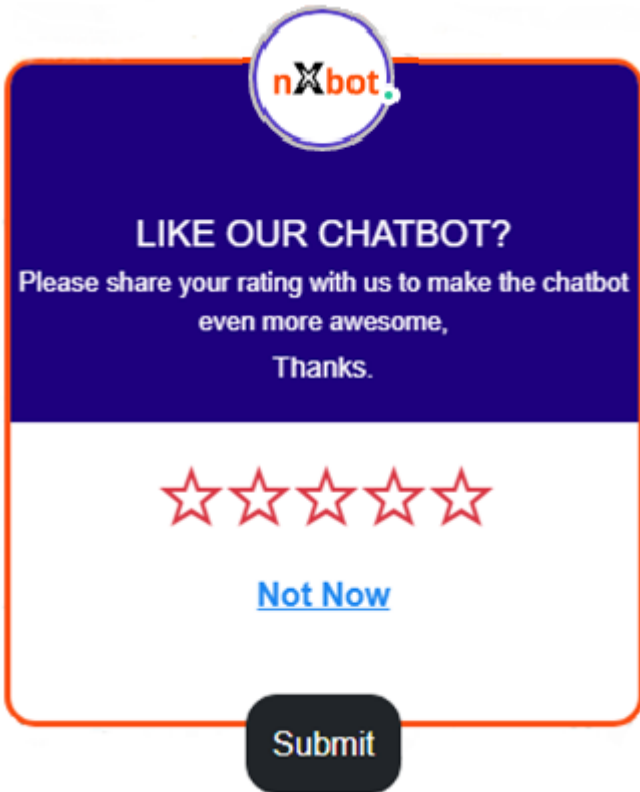 nXbot
LIKE OUR CHATBOT?
Please share your rating with us to make the chatbot
even more awesome,
Thanks.
Not Now
Submit